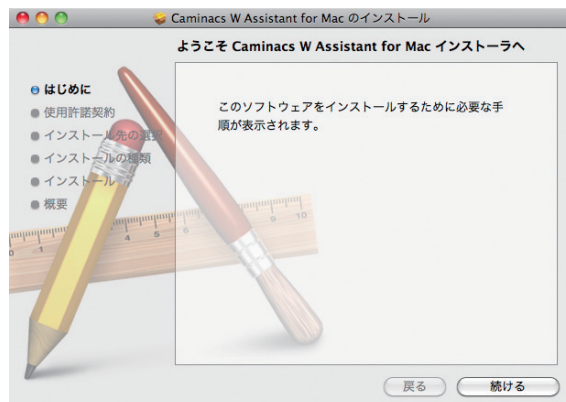 Caminacs W Assistant for Mac のインストール
ようこそ Caminacs W Assistant for Mac インストーラへ
はじめに
使用許諾契約
インストール先の選択
インストールの種類
インストール
概要
このソフトウェアをインストールするために必要な手
順が表示されます。
戻る
続ける